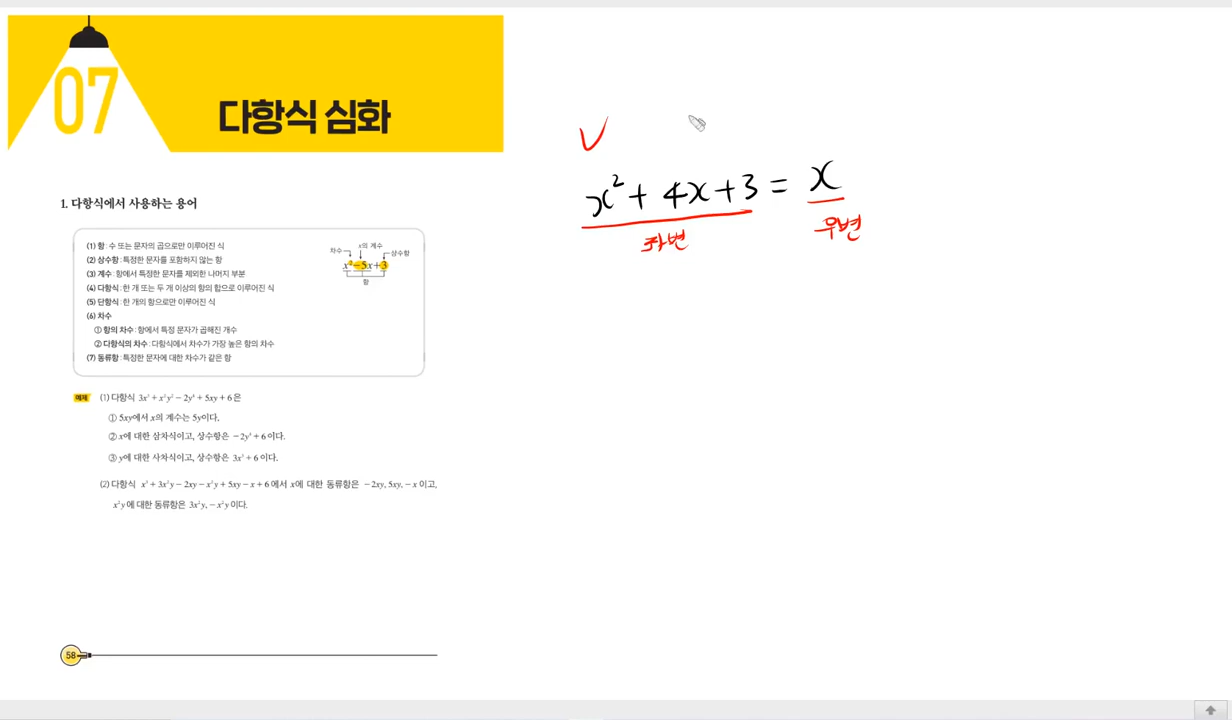 07
다항식 심화
1. 다항식에서 사용하는 용어
(1) 항 : 수 또는 문자의 곱으로만 이루어진 식
(2) 상수항 : 특정한 문자를 포함하지 않는 항
(3) 계수 : 항에서 특정한 문자를 제외한 나머지 부분
(4) 다항식 : 한 개 또는 두 개 이상의 항의 합으로 이루어진 식
(5) 단항식 : 한 개의 항으로만 이루어진 식
(6) 차수
① 항의 차수 : 항에서 특정 문자가 곱해진 개수
② 다항식의 차수 : 다항식에서 차수가 가장 높은 항의 차수
(7) 동류항 : 특정한 문자에 대한 차수가 같은 항
x의 계수
차수
상수항
x²−5x+3
항
예제 (1) 다항식 3x³+x²y²−2y⁴+5xy+6은
① 5xy에서 x의 계수는 5y이다.
② x에 대한 삼차식이고, 상수항은 −2y⁴+6이다.
③ y에 대한 사차식이고, 상수항은 3x³+6이다.
(2) 다항식 x³+3x²y−2xy−x²y+5xy−x+6에서 x에 대한 동류항은 −2xy, 5xy, −x이고,
x²y에 대한 동류항은 3x²y, −x²y이다.
58
x²+4x+3=x
좌변 우변